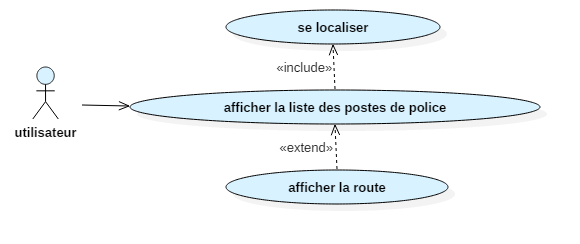 se localiser
«include»
afficher la liste des postes de police
utilisateur
«extend»
afficher la route